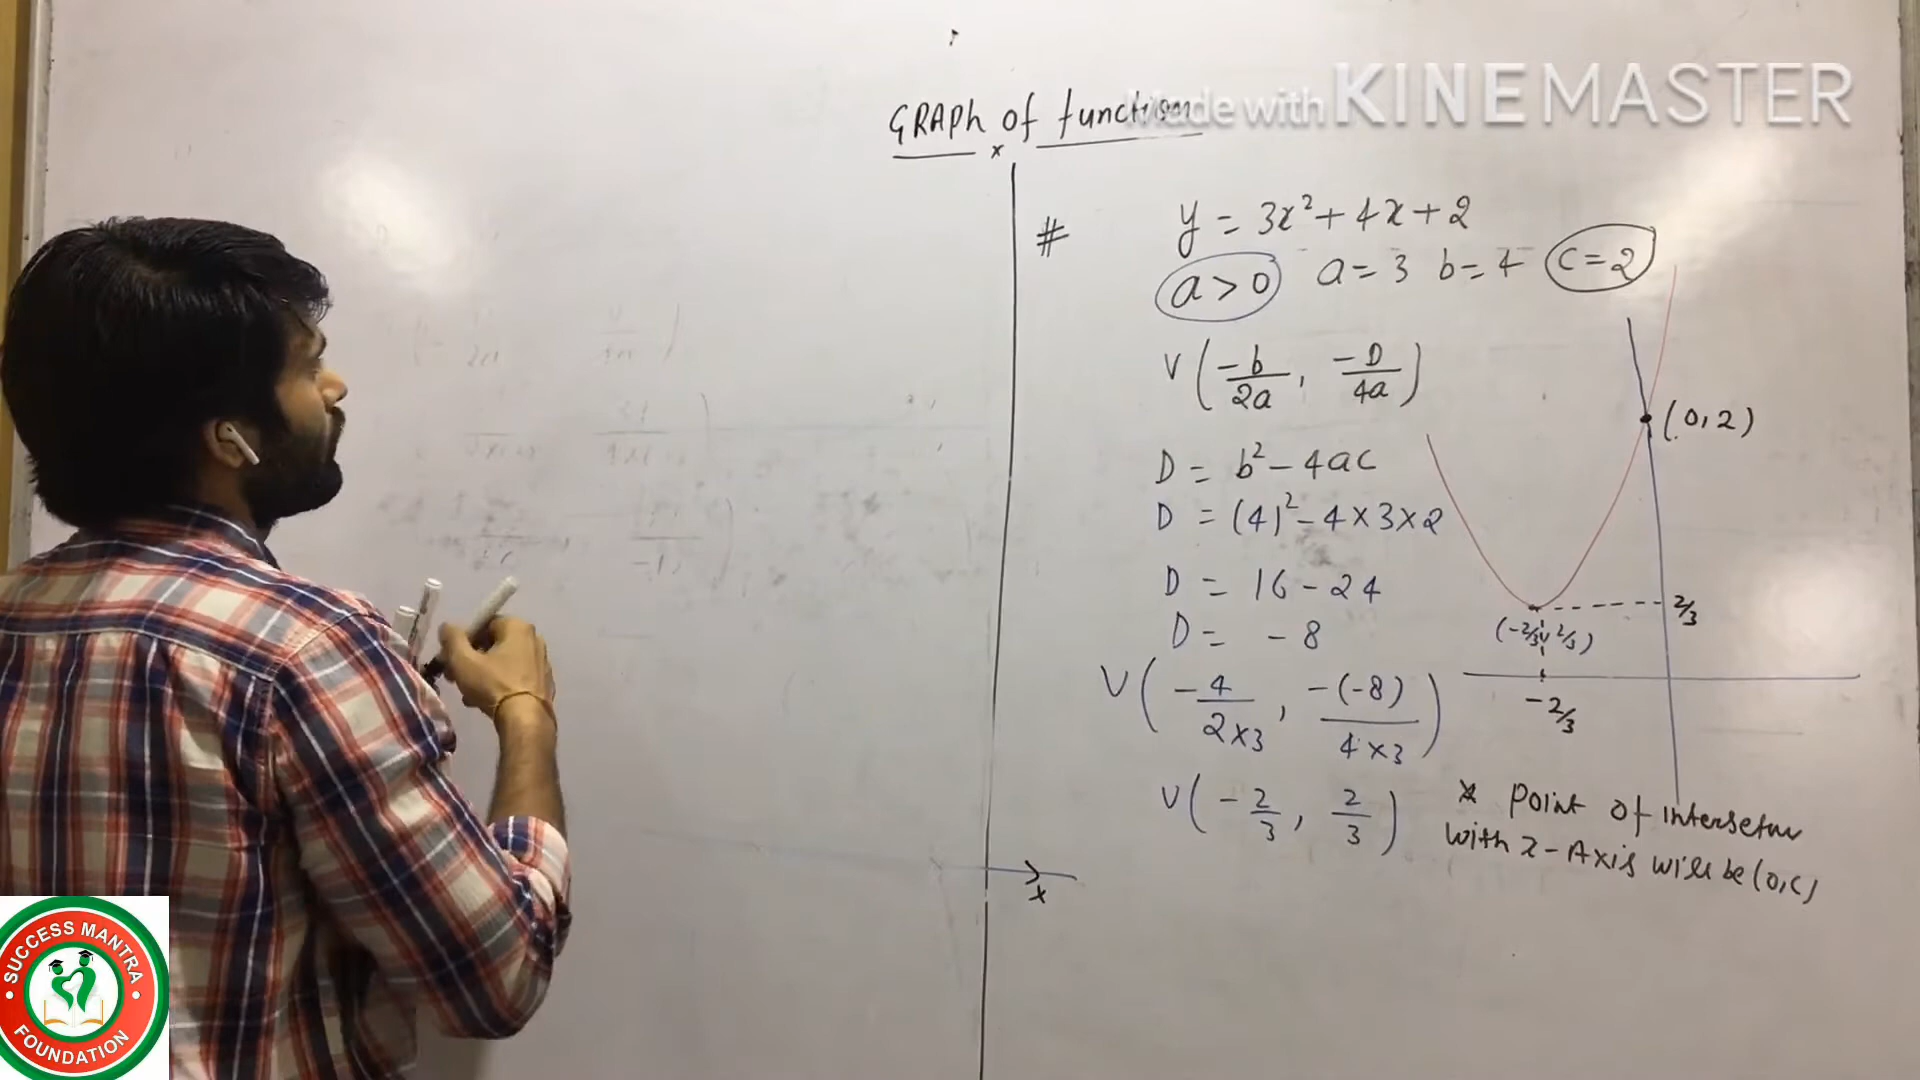 GRAPh of function
Made with KINEMASTER
# y = 3x² + 4x + 2
a > 0 a = 3 b = 4 c = 2
V(-b/2a, -D/4a)
D = b² - 4ac
D = (4)² - 4×3×2
D = 16 - 24
D = -8
V(-4/2×3, -(-8)/4×3)
V(-2/3, 2/3)
(0,2)
2/3
(-2/3, 2/3)
-2/3
* Point of intersetion
with x-Axis will be (0,c)
x
SUCCESS MANTRA
FOUNDATION